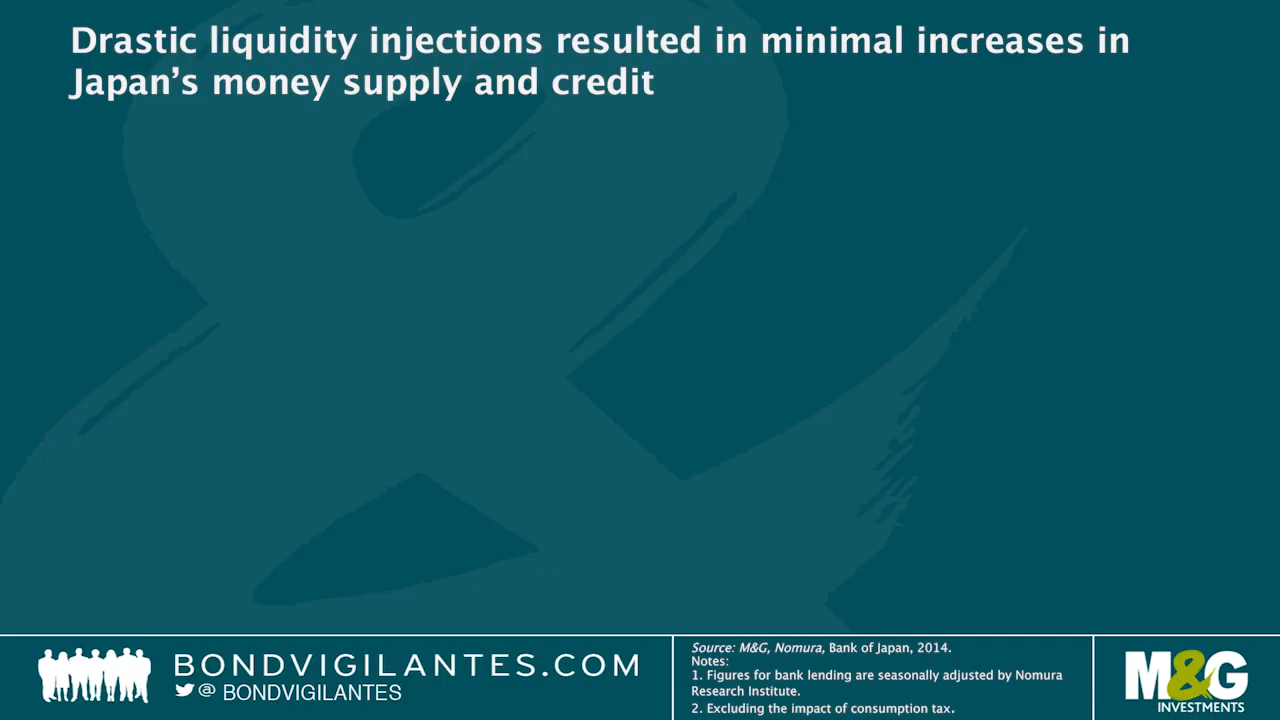 Drastic liquidity injections resulted in minimal increases in
Japan’s money supply and credit
BONDVIGILANTES.COM
@ BONDVIGILANTES
Source: M&G, Nomura, Bank of Japan, 2014.
Notes:
1. Figures for bank lending are seasonally adjusted by Nomura
Research Institute.
2. Excluding the impact of consumption tax.
M&G
INVESTMENTS